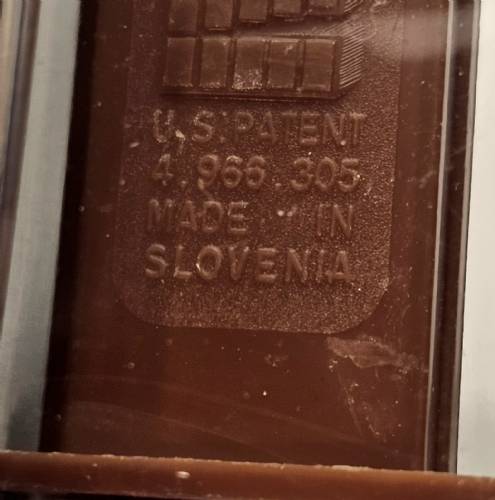 U.S. PATENT
4,966,305
MADE IN
SLOVENIA